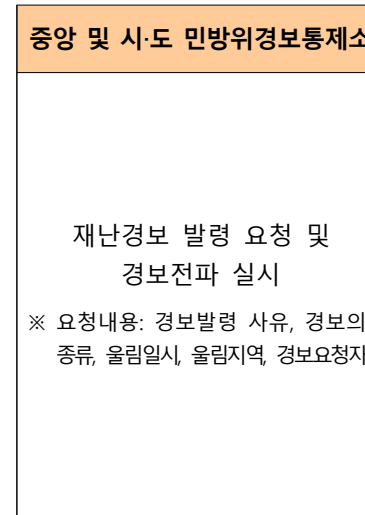 중앙 및 시·도 민방위경보통제소
재난경보 발령 요청 및
경보전파 실시
※ 요청내용: 경보발령 사유, 경보의
종류, 울림일시, 울림지역, 경보요청자